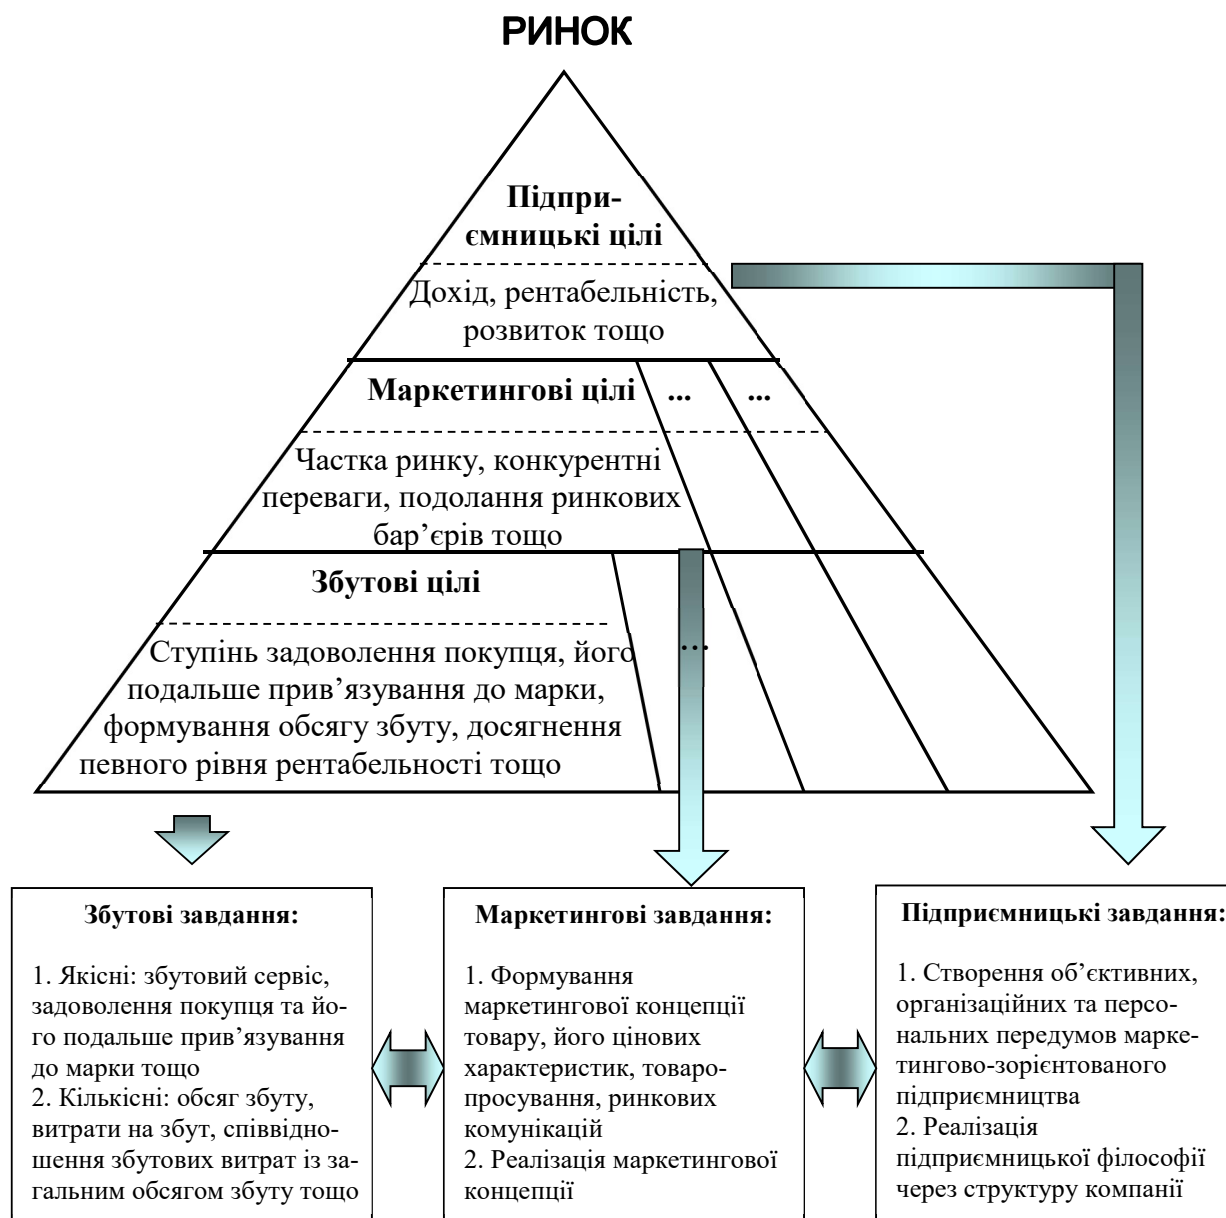 РИНОК
Підпри-
ємницькі цілі
Дохід, рентабельність,
розвиток тощо
Маркетингові цілі ... ...
Частка ринку, конкурентні
переваги, подолання ринкових
бар’єрів тощо
Збутові цілі
Ступінь задоволення покупця, його ...
подальше прив’язування до марки,
формування обсягу збуту, досягнення
певного рівня рентабельності тощо
Збутові завдання:
1. Якісні: збутовий сервіс,
задоволення покупця та йо-
го подальше прив’язування
до марки тощо
2. Кількісні: обсяг збуту,
витрати на збут, співвідно-
шення збутових витрат із за-
гальним обсягом збуту тощо
Маркетингові завдання:
1. Формування
маркетингової концепції
товару, його цінових
характеристик, товаро-
просування, ринкових
комунікацій
2. Реалізація маркетингової
концепції
Підприємницькі завдання:
1. Створення об’єктивних,
організаційних та персо-
нальних передумов марке-
тингово-зорієнтованого
підприємництва
2. Реалізація
підприємницької філософії
через структуру компанії